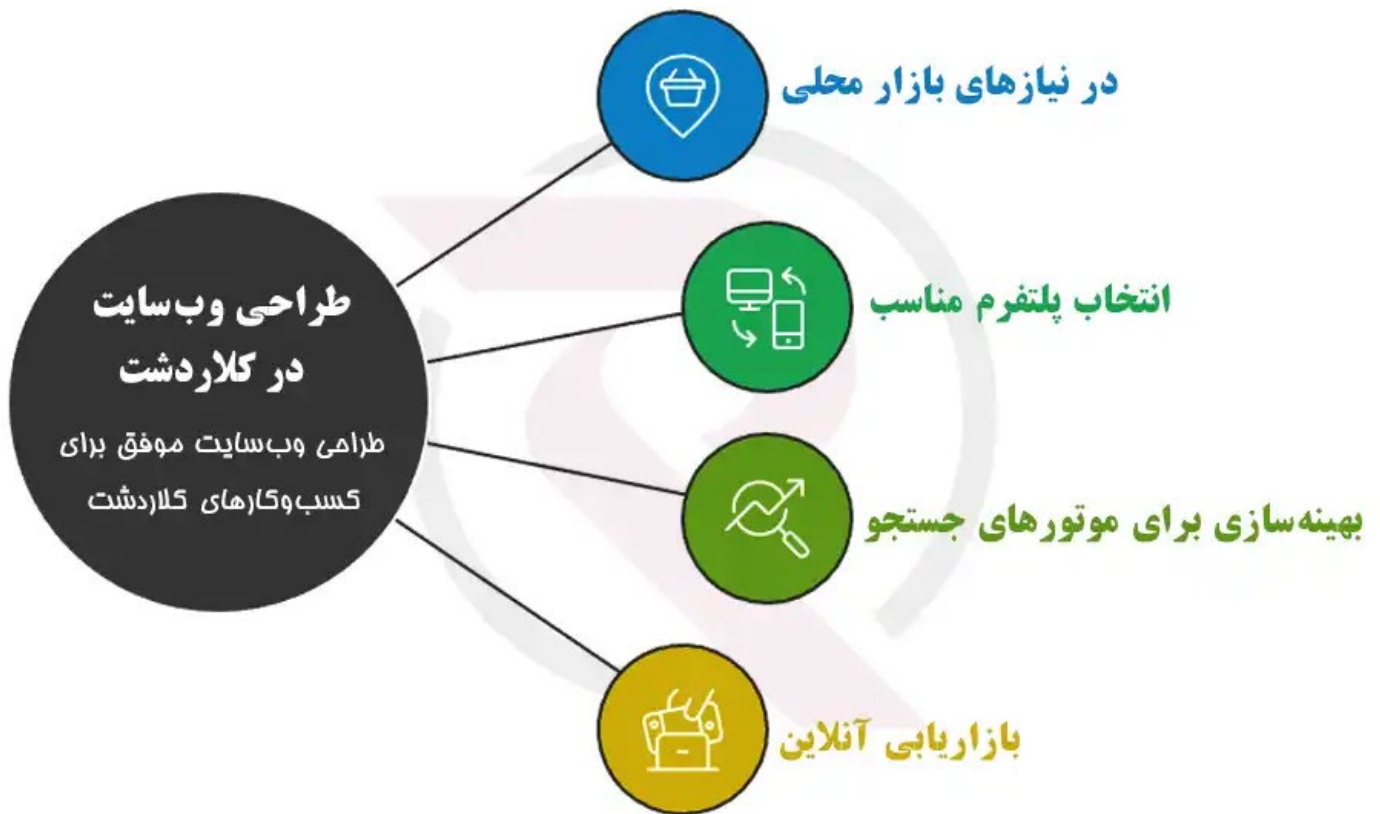 طراحی وب‌سایت
در کلاردشت
طراحی وب‌سایت موفق برای
کسب‌وکارهای کلاردشت
در نیازهای بازار محلی
انتخاب پلتفرم مناسب
بهینه‌سازی برای موتورهای جستجو
بازاریابی آنلاین